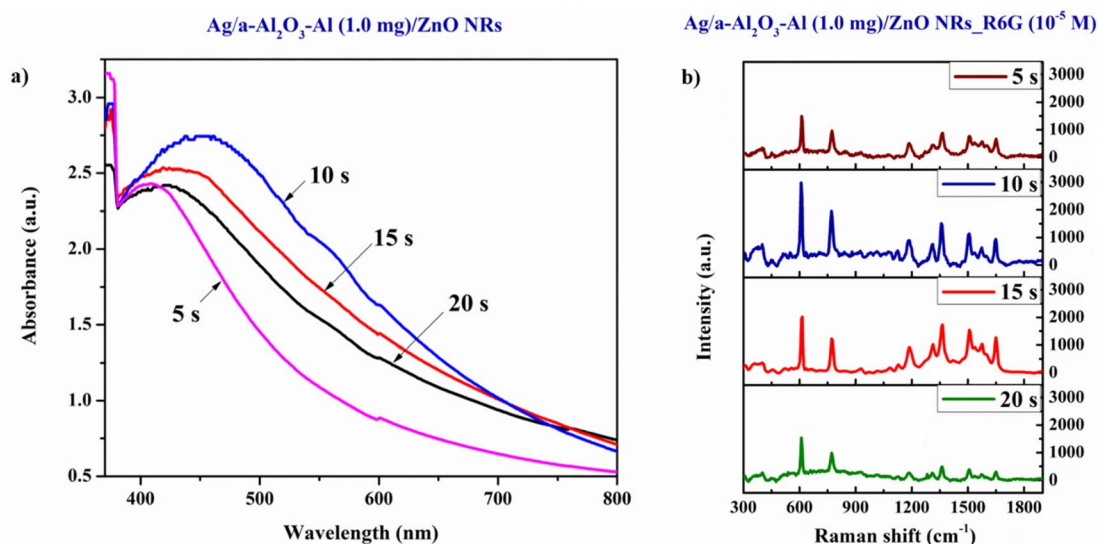 Ag/a-Al₂O₃-Al (1.0 mg)/ZnO NRs
a)
Absorbance (a.u.)
3.0
2.5
2.0
1.5
1.0
0.5
10 s
15 s
20 s
5 s
400 500 600 700 800
Wavelength (nm)
Ag/a-Al₂O₃-Al (1.0 mg)/ZnO NRs_R6G (10⁻⁵ M)
b)
Intensity (a.u.)
5 s
3000
2000
1000
0
10 s
3000
2000
1000
0
15 s
3000
2000
1000
0
20 s
3000
2000
1000
0
300 600 900 1200 1500 1800
Raman shift (cm⁻¹)